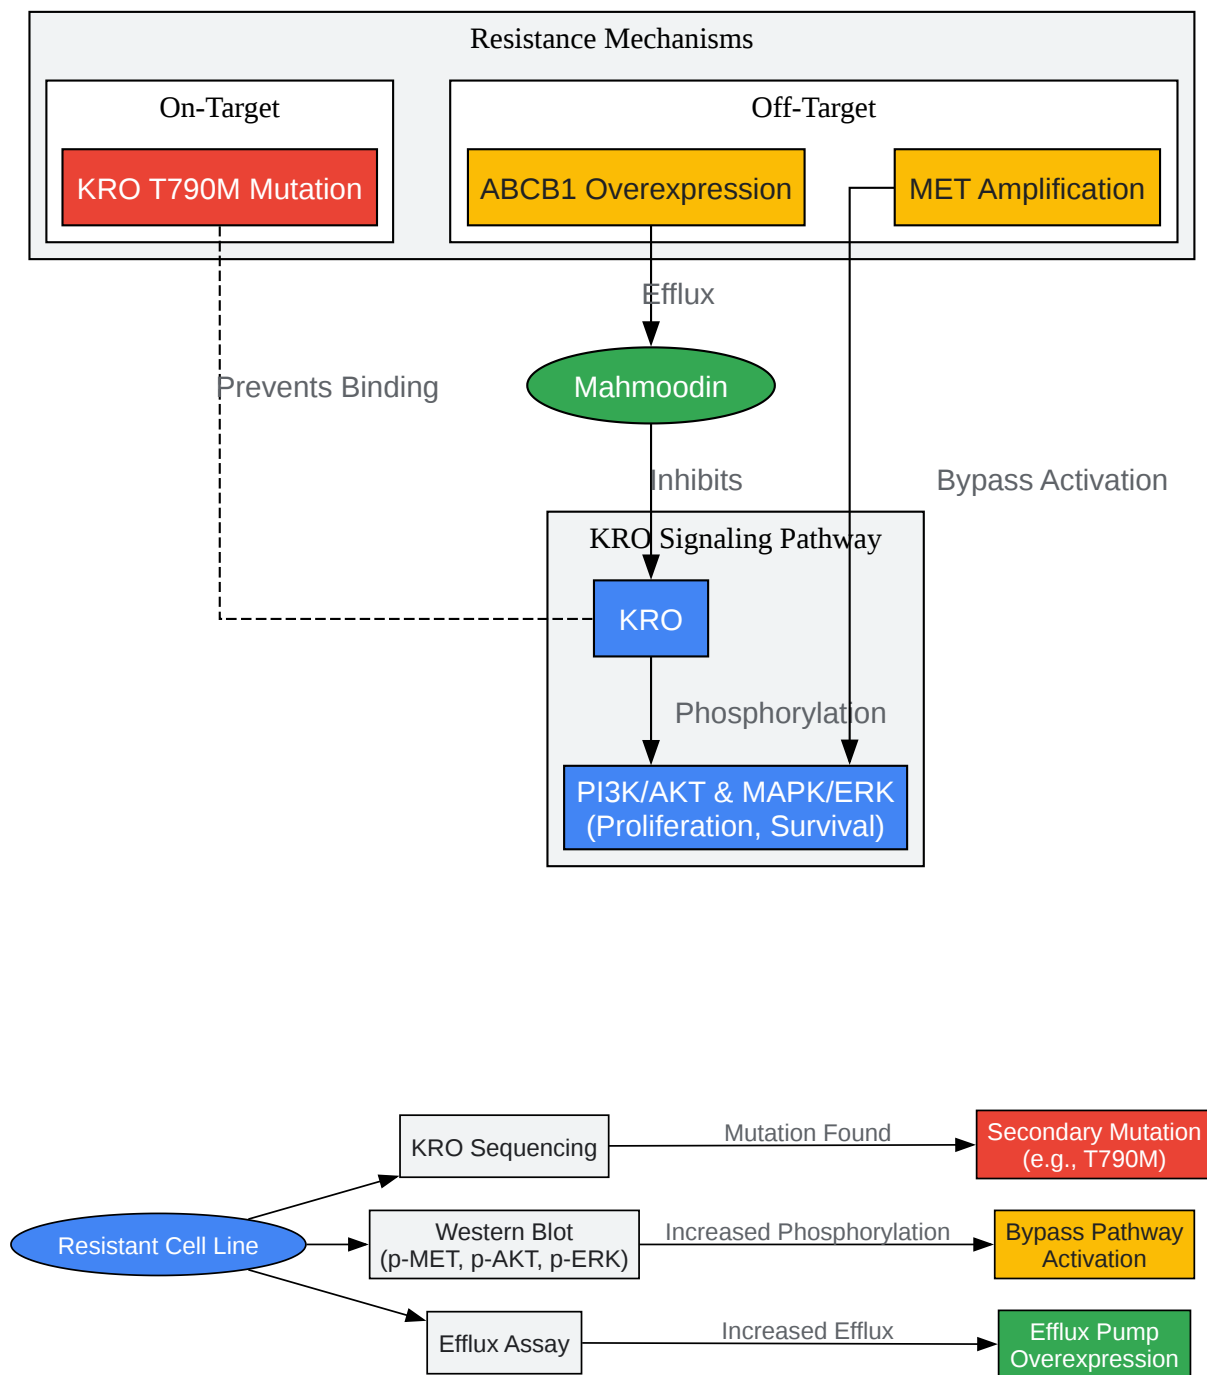 Resistance Mechanisms
On-Target
Off-Target
KRO T790M Mutation
ABCB1 Overexpression
MET Amplification
Efflux
Prevents Binding
Mahmoodin
Inhibits
Bypass Activation
KRO Signaling Pathway
KRO
Phosphorylation
PI3K/AKT & MAPK/ERK
(Proliferation, Survival)
KRO Sequencing
Mutation Found
Secondary Mutation
(e.g., T790M)
Resistant Cell Line
Western Blot
(p-MET, p-AKT, p-ERK)
Increased Phosphorylation
Bypass Pathway
Activation
Efflux Assay
Increased Efflux
Efflux Pump
Overexpression